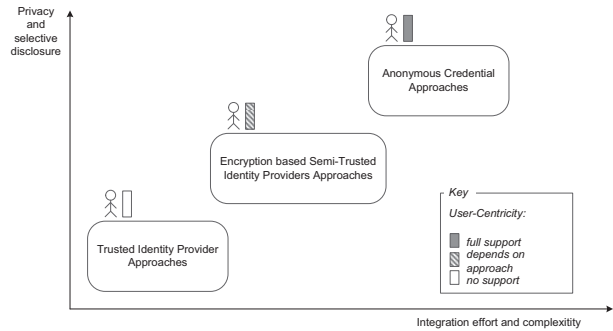 Privacy
and
selective
disclosure
Anonymous Credential
Approaches
Encryption based Semi-Trusted
Identity Providers Approaches
Trusted Identity Provider
Approaches
Key
User-Centricity:
full support
depends on
approach
no support
Integration effort and complexitity